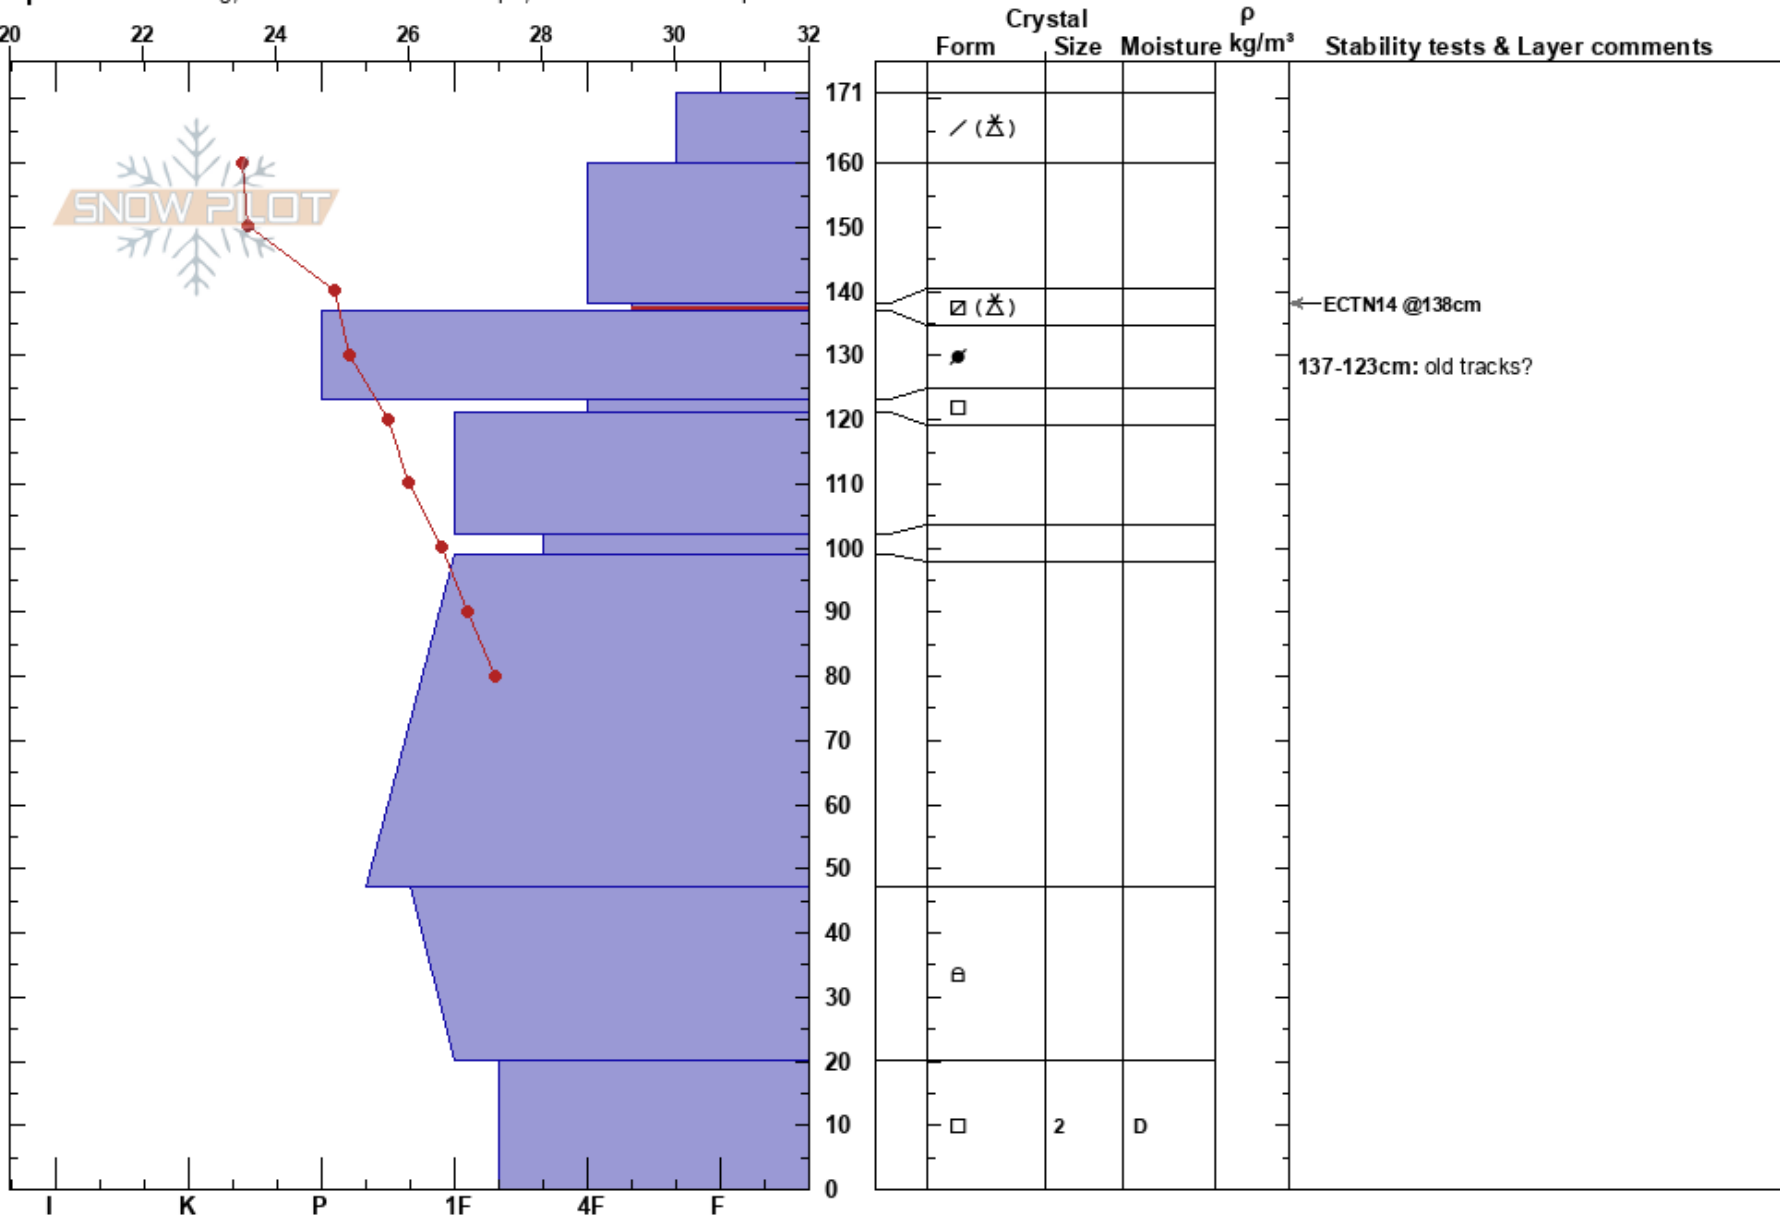 20 22 24 26 28 30 32
Crystal ρ
Form Size Moisture kg/m³ Stability tests & Layer comments
171
160
SNOW PILOT
150
140
ECTN14 @138cm
130
137-123cm: old tracks?
120
110
100
90
80
70
60
50
40
30
20
10 2 D
0
I K P 1F 4F F